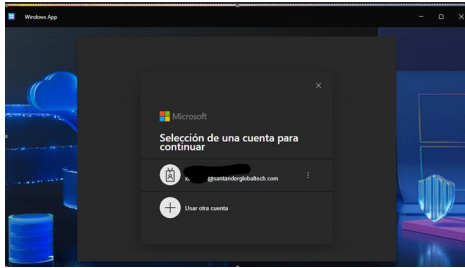 Windows App
Microsoft
Selección de una cuenta para
continuar
@santanderglobaltech.com
Usar otra cuenta